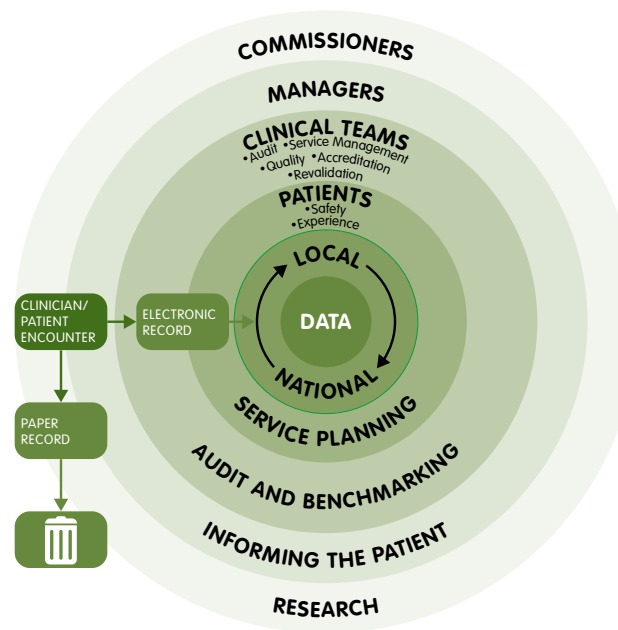 COMMISSIONERS
MANAGERS
CLINICAL TEAMS
•Audit •Service Management
•Quality •Accreditation
•Revalidation
PATIENTS
•Safety
•Experience
LOCAL
DATA
NATIONAL
CLINICIAN/
PATIENT
ENCOUNTER
ELECTRONIC
RECORD
PAPER
RECORD
SERVICE PLANNING
AUDIT AND BENCHMARKING
INFORMING THE PATIENT
RESEARCH